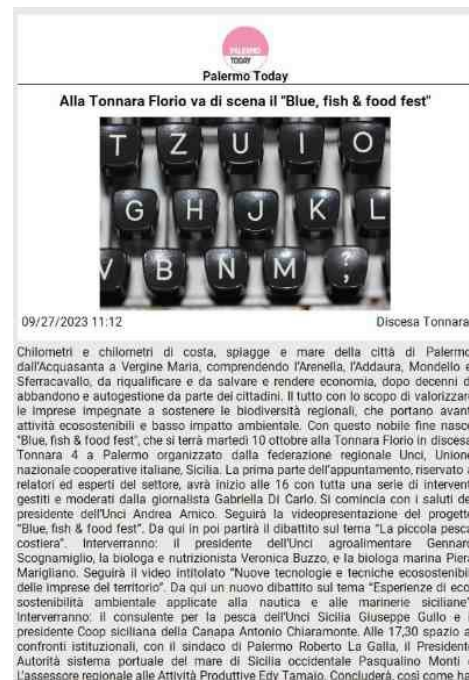 PALERMO
TODAY
Palermo Today
Alla Tonnara Florio va di scena il "Blue, fish & food fest"
T Z U I O
G H J K L
V B N M ? ;
09/27/2023 11:12 Discesa Tonnara
Chilometri e chilometri di costa, spiagge e mare della città di Palermo
dall'Acquasanta a Vergine Maria, comprendendo l'Arenella, l'Addaura, Mondello e
Sferracavallo, da riqualificare e da salvare e rendere economia, dopo decenni d
abbandono e autogestione da parte dei cittadini. Il tutto con lo scopo di valorizzare
le imprese impegnate a sostenere le biodiversità regionali, che portano avant
attività ecosostenibili e basso impatto ambientale. Con questo nobile fine nasce
"Blue, fish & food fest", che si terrà martedì 10 ottobre alla Tonnara Florio in discesa
Tonnara 4 a Palermo organizzato dalla federazione regionale Unci, Unione
nazionale cooperative italiane, Sicilia. La prima parte dell'appuntamento, riservato a
relatori ed esperti del settore, avrà inizio alle 16 con tutta una serie di intervent
gestiti e moderati dalla giornalista Gabriella Di Carlo. Si comincia con i saluti de
presidente dell'Unci Andrea Amico. Seguirà la videopresentazione del progetto
"Blue, fish & food fest". Da qui in poi partirà il dibattito sul tema "La piccola pesca
costiera". Interverranno: il presidente dell'Unci agroalimentare Gennaro
Scognamiglio, la biologa e nutrizionista Veronica Buzzo, e la biologa marina Piera
Marigliano. Seguirà il video intitolato "Nuove tecnologie e tecniche ecosostenibil
delle imprese del territorio". Da qui un nuovo dibattito sul tema "Esperienze di eco
sostenibilità ambientale applicate alla nautica e alle marinerie siciliane"
Interverranno: il consulente per la pesca dell'Unci Sicilia Giuseppe Gullo e i
presidente Coop siciliana della Canapa Antonio Chiaramonte. Alle 17,30 spazio a
confronti istituzionali, con il sindaco di Palermo Roberto La Galla, il Presidente
Autorità sistema portuale del mare di Sicilia occidentale Pasqualino Monti e
L'assessore regionale alle Attività Produttive Edy Tamajo. Concluderà, così come ha